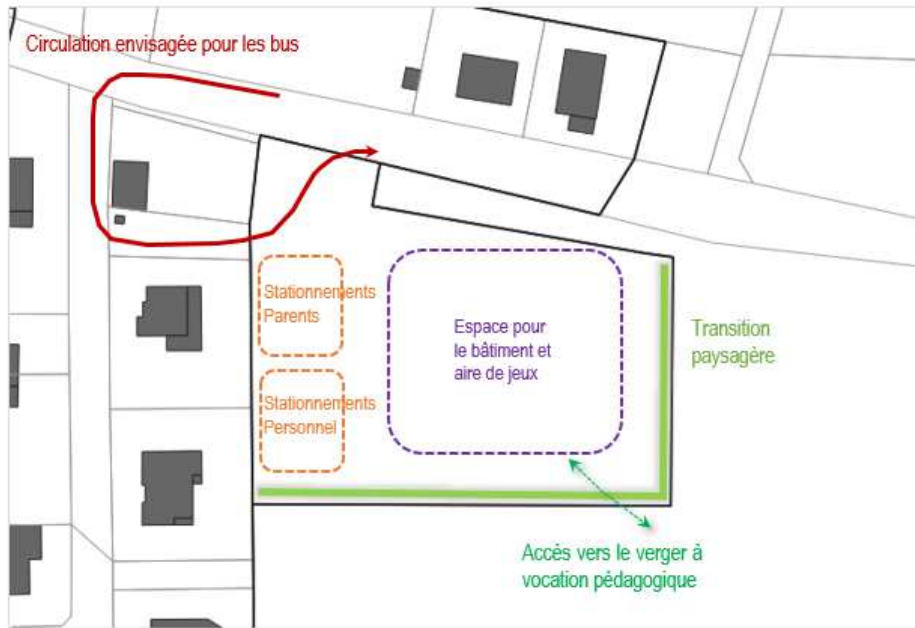 Circulation envisagée pour les bus
Stationnements
Parents
Espace pour
le bâtiment et
aire de jeux
Transition
paysagère
Stationnements
Personnel
Accès vers le verger à
vocation pédagogique